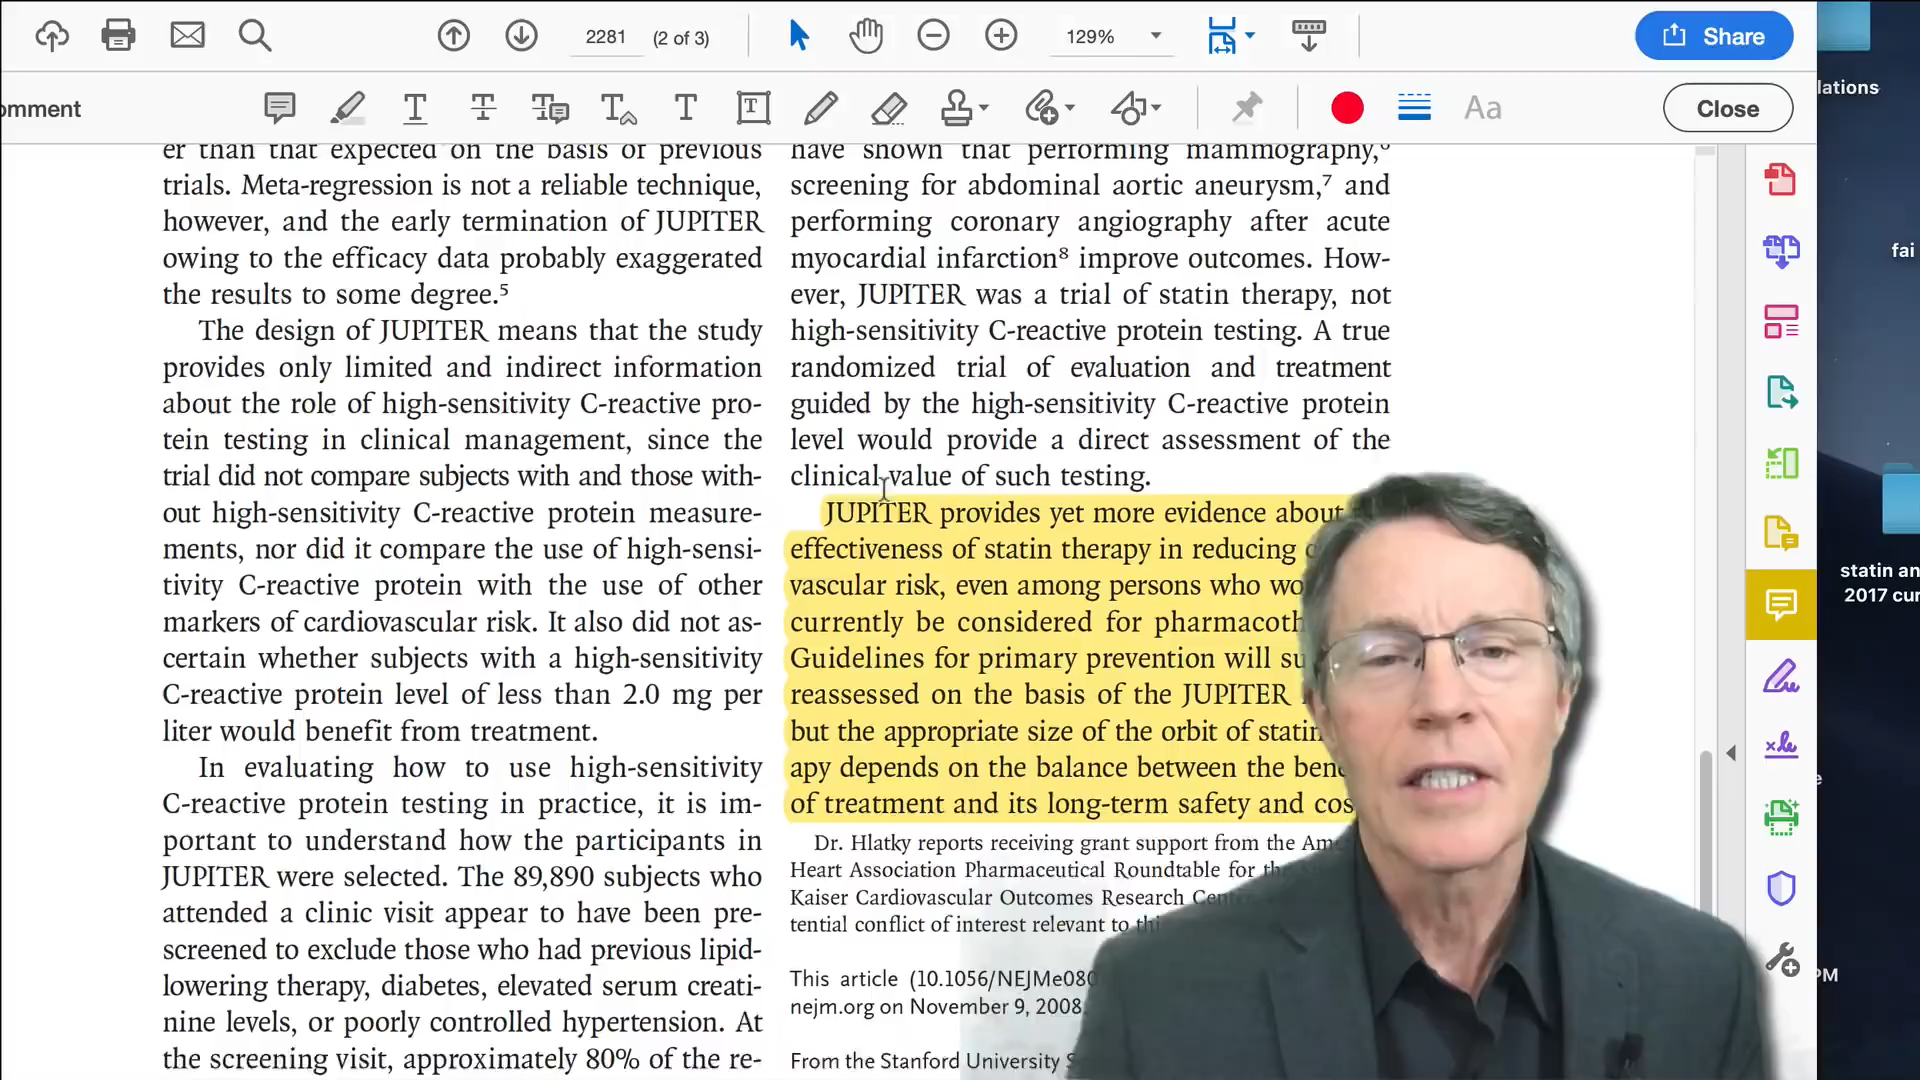 2281
(2 of 3)
129%
Share
lations
omment
Aa
Close
er than that expected on the basis of previous
trials. Meta-regression is not a reliable technique,
however, and the early termination of JUPITER
owing to the efficacy data probably exaggerated
the results to some degree.⁵
The design of JUPITER means that the study
provides only limited and indirect information
about the role of high-sensitivity C-reactive pro-
tein testing in clinical management, since the
trial did not compare subjects with and those with-
out high-sensitivity C-reactive protein measure-
ments, nor did it compare the use of high-sensi-
tivity C-reactive protein with the use of other
markers of cardiovascular risk. It also did not as-
certain whether subjects with a high-sensitivity
C-reactive protein level of less than 2.0 mg per
liter would benefit from treatment.
In evaluating how to use high-sensitivity
C-reactive protein testing in practice, it is im-
portant to understand how the participants in
JUPITER were selected. The 89,890 subjects who
attended a clinic visit appear to have been pre-
screened to exclude those who had previous lipid-
lowering therapy, diabetes, elevated serum creati-
nine levels, or poorly controlled hypertension. At
the screening visit, approximately 80% of the re-
have shown that performing mammography,⁶
screening for abdominal aortic aneurysm,⁷ and
performing coronary angiography after acute
myocardial infarction⁸ improve outcomes. How-
ever, JUPITER was a trial of statin therapy, not
high-sensitivity C-reactive protein testing. A true
randomized trial of evaluation and treatment
guided by the high-sensitivity C-reactive protein
level would provide a direct assessment of the
clinical value of such testing.
JUPITER provides yet more evidence about
effectiveness of statin therapy in reducing
vascular risk, even among persons who
currently be considered for
Guidelines for primary prevention will
reassessed on the basis of the JUPITER
but the appropriate size of the orbit of statin
apy depends on the balance between the
of treatment and its long-term safety and
Dr. Hlatky reports receiving grant support from the
Heart Association Pharmaceutical Roundtable for the
Kaiser Cardiovascular Outcomes Research
tential conflict of interest relevant to
This article (10.1056/NEJMe080
nejm.org on November 9, 2008
From the Stanford University
fai
statin an
2017 cur
PM